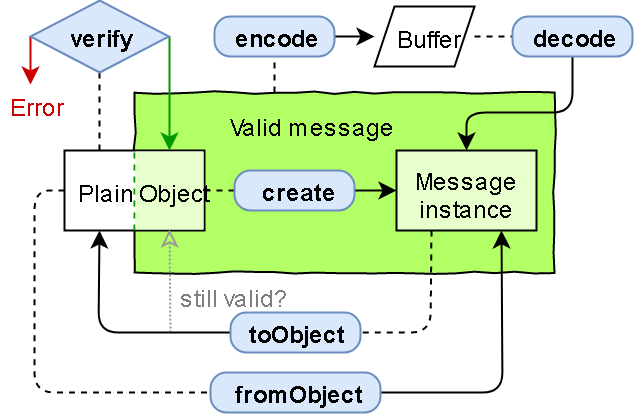 verify
encode
Buffer
decode
Error
Valid message
Plain Object
create
Message
instance
still valid?
toObject
fromObject